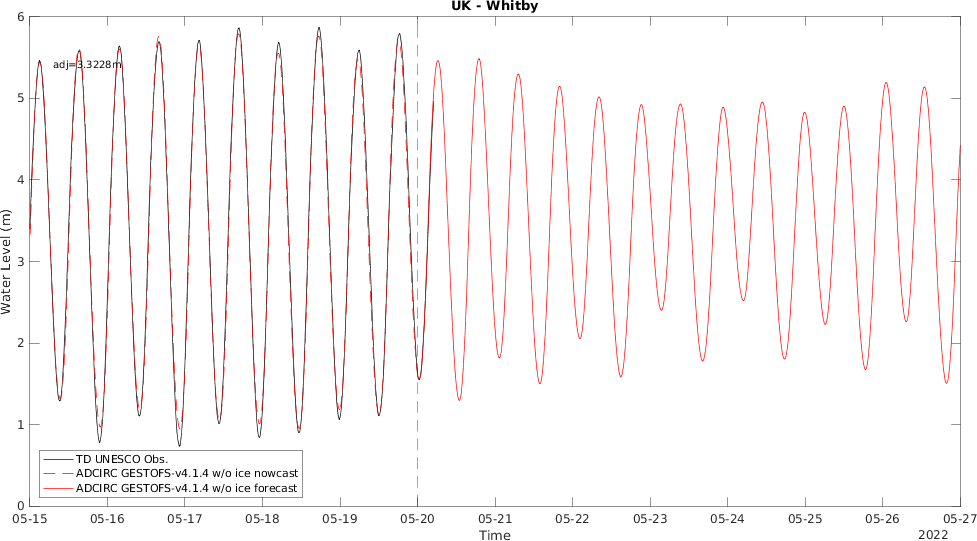 UK - Whitby
6
adj=3.3228m
5
4
3
2
1
0
Water Level (m)
TD UNESCO Obs.
ADCIRC GESTOFS-v4.1.4 w/o ice nowcast
ADCIRC GESTOFS-v4.1.4 w/o ice forecast
05-15 05-16 05-17 05-18 05-19 05-20 05-21 05-22 05-23 05-24 05-25 05-26 05-27
Time
2022